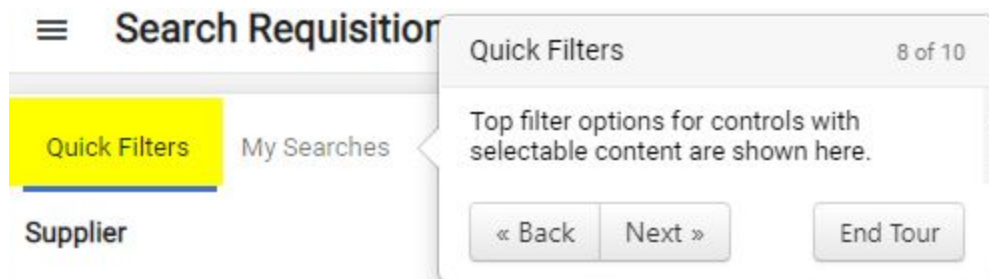 Search Requisition
Quick Filters
8 of 10
Top filter options for controls with
selectable content are shown here.
« Back
Next »
End Tour
Quick Filters
My Searches
Supplier